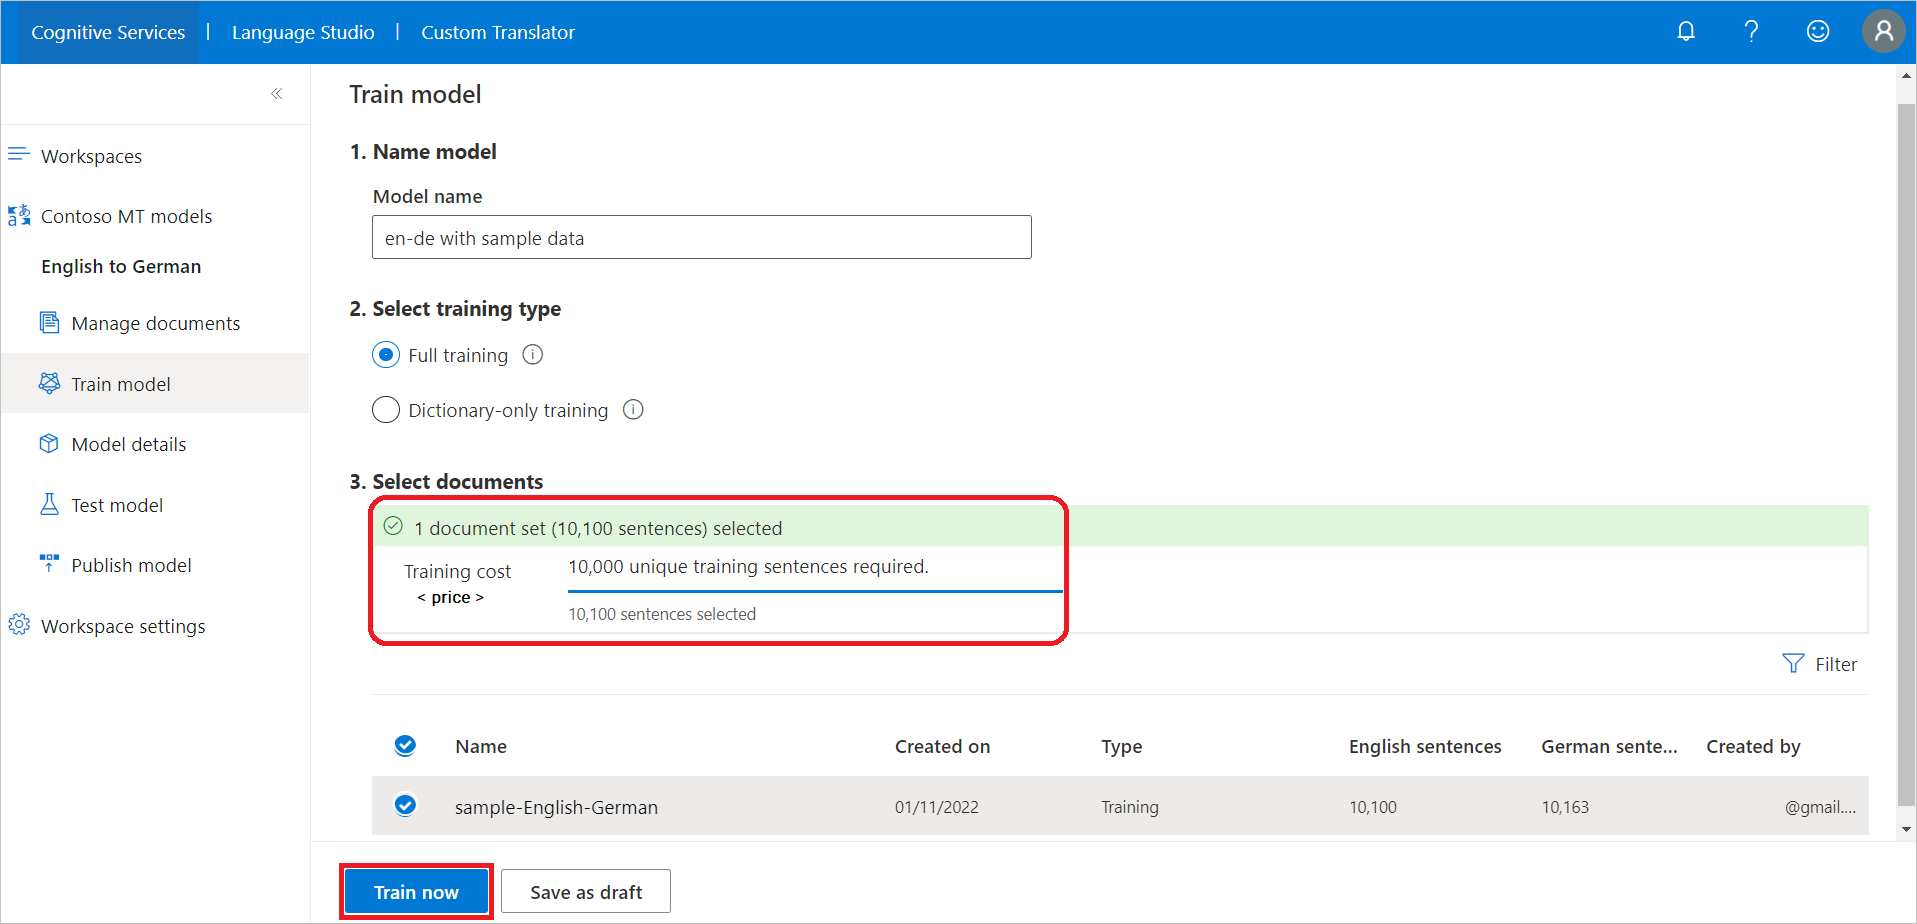 Cognitive Services | Language Studio | Custom Translator
Workspaces
Contoso MT models
English to German
Manage documents
Train model
Model details
Test model
Publish model
Workspace settings
Train model
1. Name model
Model name
en-de with sample data
2. Select training type
Full training
Dictionary-only training
3. Select documents
1 document set (10,100 sentences) selected
Training cost
< price >
10,000 unique training sentences required.
10,100 sentences selected
Filter
Name Created on Type English sentences German sente... Created by
sample-English-German 01/11/2022 Training 10,100 10,163 @gmail....
Train now Save as draft